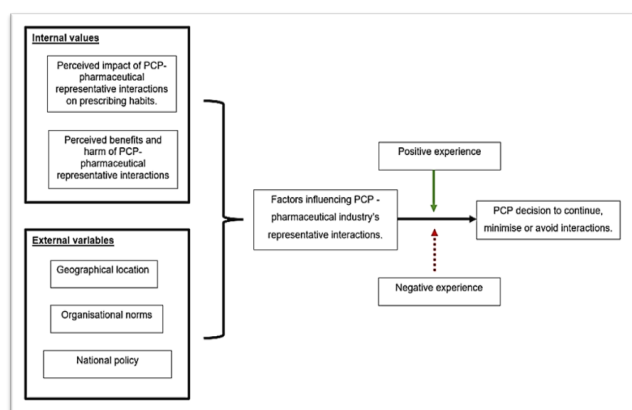 Internal values
Perceived impact of PCP-
pharmaceutical
representative interactions
on prescribing habits.
Perceived benefits and
harm of PCP-
pharmaceutical
representative interactions
External variables
Geographical location
Organisational norms
National policy
Factors influencing PCP -
pharmaceutical industry's
representative interactions.
Positive experience
Negative experience
PCP decision to continue,
minimise or avoid interactions.